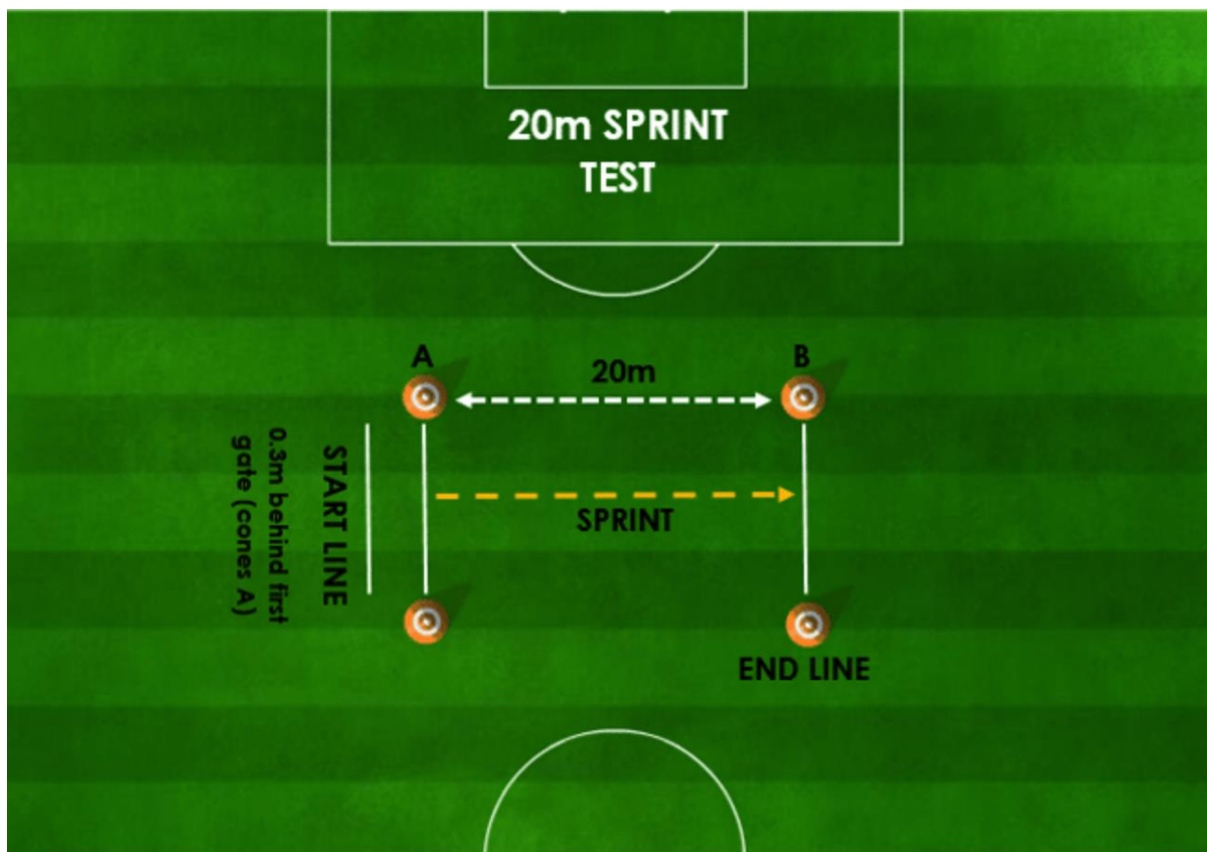 20m SPRINT
TEST
A
B
20m
START LINE
0.3m behind first
gate (cones A)
SPRINT
END LINE